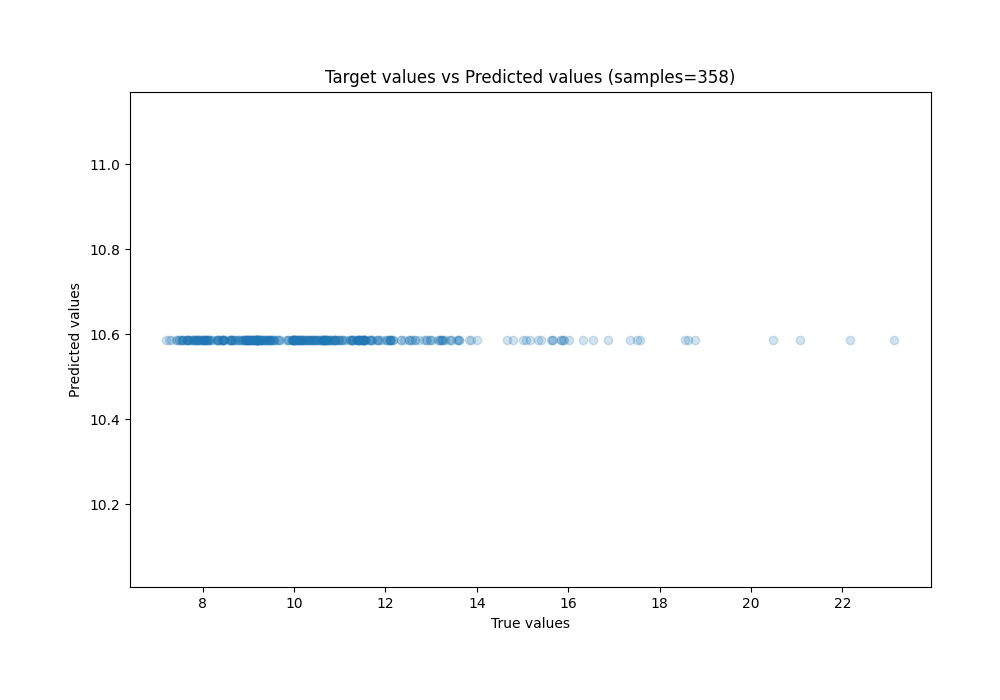 Target values vs Predicted values (samples=358)
11.0
10.8
10.6
10.4
10.2
Predicted values
8 10 12 14 16 18 20 22
True values